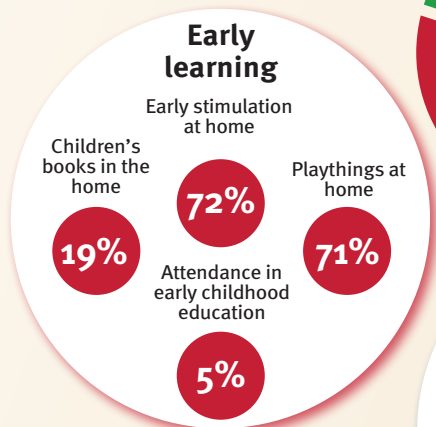 Early
learning
Early stimulation
at home
72%
Children’s
books in the
home
19%
Playthings at
home
71%
Attendance in
early childhood
education
5%